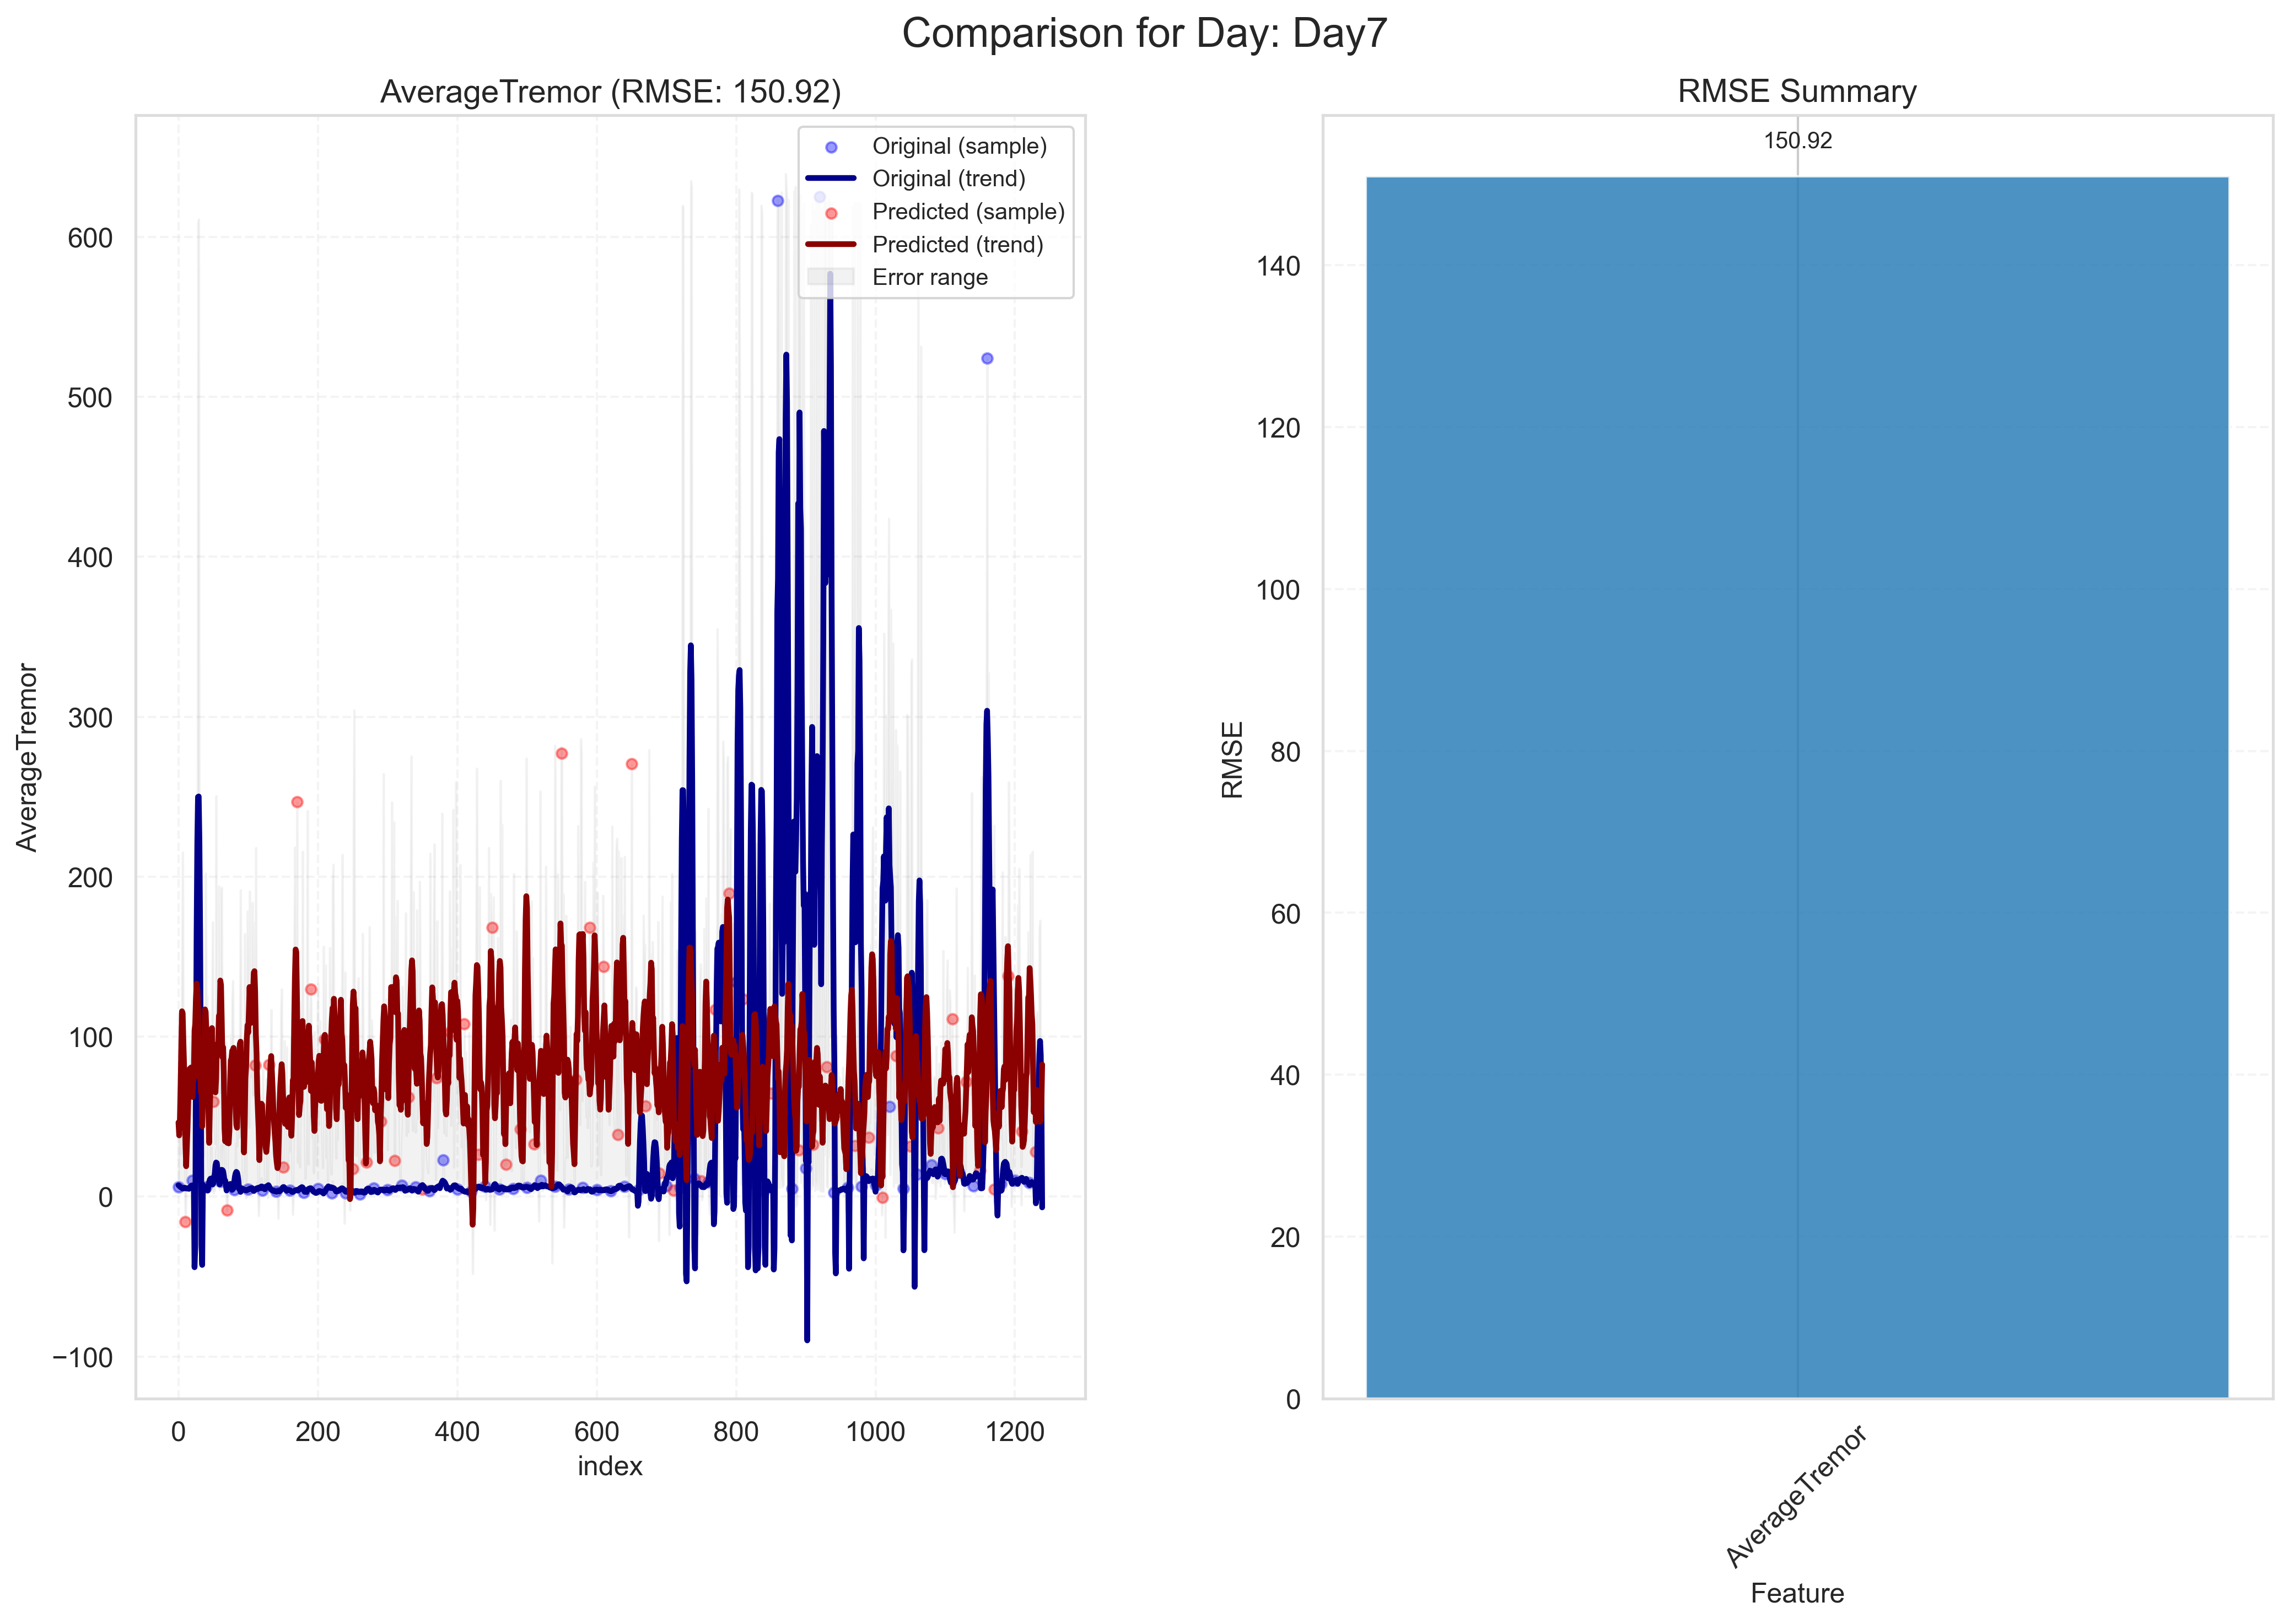 Comparison for Day: Day7
AverageTremor (RMSE: 150.92)
Original (sample)
Original (trend)
Predicted (sample)
Predicted (trend)
Error range
600
500
400
300
200
100
0
−100
AverageTremor
0 200 400 600 800 1000 1200
index
RMSE Summary
150.92
140
120
100
80
60
40
20
0
RMSE
AverageTremor
Feature